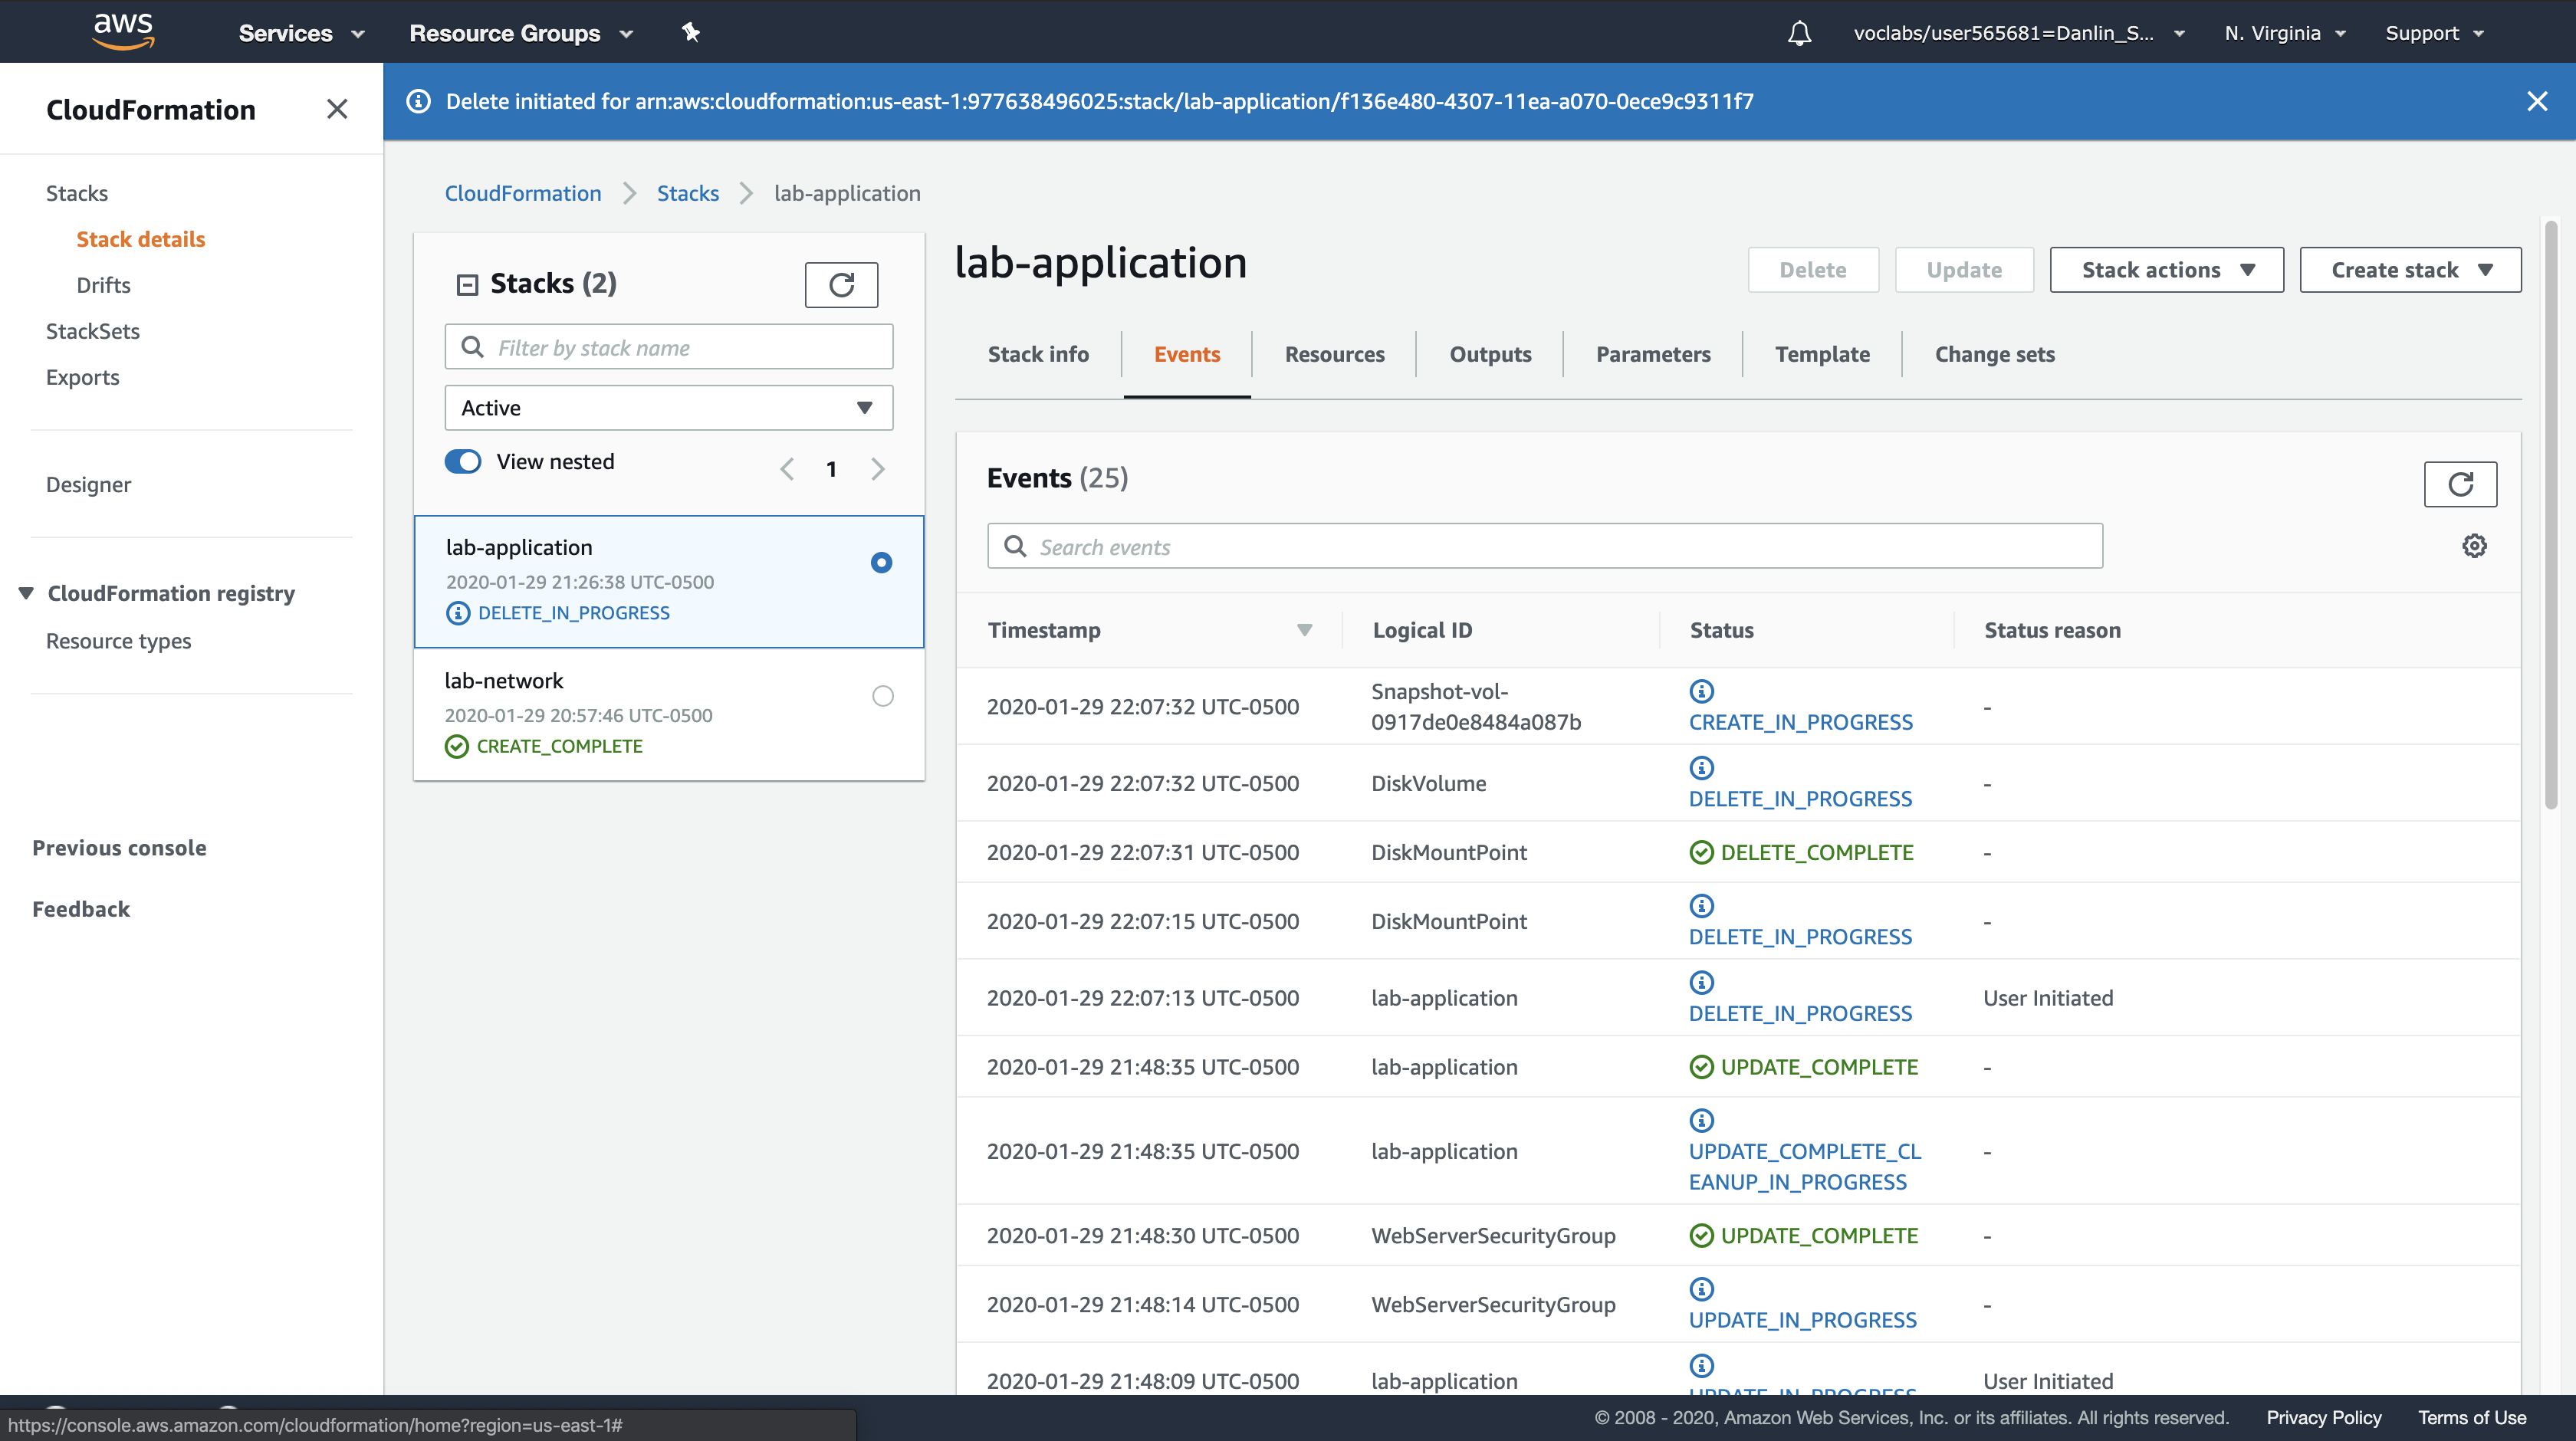 aws
Services
Resource Groups
voclabs/user565681=Danlin_S...
N. Virginia
Support
CloudFormation
Delete initiated for arn:aws:cloudformation:us-east-1:977638496025:stack/lab-application/f136e480-4307-11ea-a070-0ece9c9311f7
Stacks
Stack details
Drifts
StackSets
Exports
Designer
CloudFormation registry
Resource types
Previous console
Feedback
CloudFormation > Stacks > lab-application
Stacks (2)
Filter by stack name
Active
View nested
1
lab-application
2020-01-29 21:26:38 UTC-0500
DELETE_IN_PROGRESS
lab-network
2020-01-29 20:57:46 UTC-0500
CREATE_COMPLETE
lab-application
Delete
Update
Stack actions
Create stack
Stack info
Events
Resources
Outputs
Parameters
Template
Change sets
Events (25)
Search events
Timestamp Logical ID Status Status reason
2020-01-29 22:07:32 UTC-0500
Snapshot-vol-
0917de0e8484a087b
CREATE_IN_PROGRESS
-
2020-01-29 22:07:32 UTC-0500
DiskVolume
DELETE_IN_PROGRESS
-
2020-01-29 22:07:31 UTC-0500
DiskMountPoint
DELETE_COMPLETE
-
2020-01-29 22:07:15 UTC-0500
DiskMountPoint
DELETE_IN_PROGRESS
-
2020-01-29 22:07:13 UTC-0500
lab-application
DELETE_IN_PROGRESS
User Initiated
2020-01-29 21:48:35 UTC-0500
lab-application
UPDATE_COMPLETE
-
2020-01-29 21:48:35 UTC-0500
lab-application
UPDATE_COMPLETE_CL
EANUP_IN_PROGRESS
-
2020-01-29 21:48:30 UTC-0500
WebServerSecurityGroup
UPDATE_COMPLETE
-
2020-01-29 21:48:14 UTC-0500
WebServerSecurityGroup
UPDATE_IN_PROGRESS
-
2020-01-29 21:48:09 UTC-0500
lab-application
UPDATE_IN_PROGRESS
User Initiated
https://console.aws.amazon.com/cloudformation/home?region=us-east-1#
© 2008 - 2020, Amazon Web Services, Inc. or its affiliates. All rights reserved.
Privacy Policy
Terms of Use